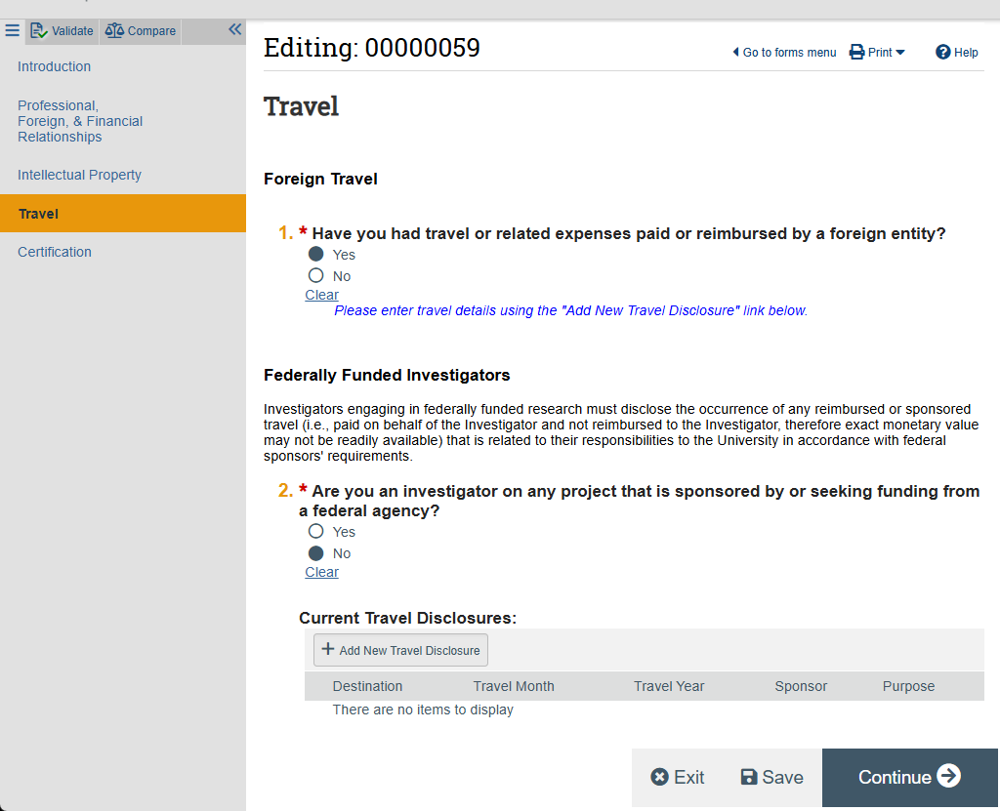 Validate
Compare
Introduction
Professional,
Foreign, & Financial
Relationships
Intellectual Property
Travel
Certification
Editing: 00000059
Go to forms menu
Print
Help
Travel
Foreign Travel
1. * Have you had travel or related expenses paid or reimbursed by a foreign entity?
Yes
No
Clear
Please enter travel details using the "Add New Travel Disclosure" link below.
Federally Funded Investigators
Investigators engaging in federally funded research must disclose the occurrence of any reimbursed or sponsored
travel (i.e., paid on behalf of the Investigator and not reimbursed to the Investigator, therefore exact monetary value
may not be readily available) that is related to their responsibilities to the University in accordance with federal
sponsors' requirements.
2. * Are you an investigator on any project that is sponsored by or seeking funding from
a federal agency?
Yes
No
Clear
Current Travel Disclosures:
+ Add New Travel Disclosure
Destination Travel Month Travel Year Sponsor Purpose
There are no items to display
Exit Save Continue